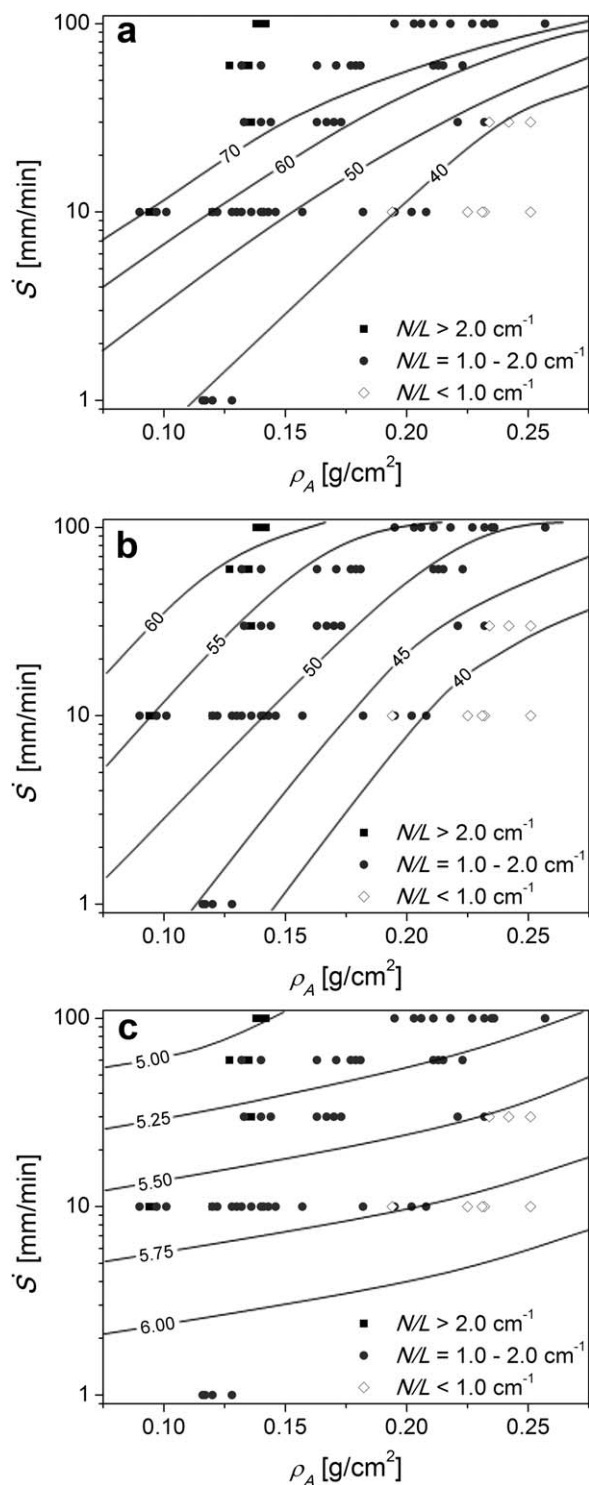 a
100
10
1
Ṡ [mm/min]
70
60
50
40
N/L > 2.0 cm⁻¹
N/L = 1.0 - 2.0 cm⁻¹
N/L < 1.0 cm⁻¹
0.10 0.15 0.20 0.25
ρA [g/cm²]
b
100
10
1
Ṡ [mm/min]
60
55
50
45
40
N/L > 2.0 cm⁻¹
N/L = 1.0 - 2.0 cm⁻¹
N/L < 1.0 cm⁻¹
0.10 0.15 0.20 0.25
ρA [g/cm²]
c
100
10
1
Ṡ [mm/min]
5.00
5.25
5.50
5.75
6.00
N/L > 2.0 cm⁻¹
N/L = 1.0 - 2.0 cm⁻¹
N/L < 1.0 cm⁻¹
0.10 0.15 0.20 0.25
ρA [g/cm²]